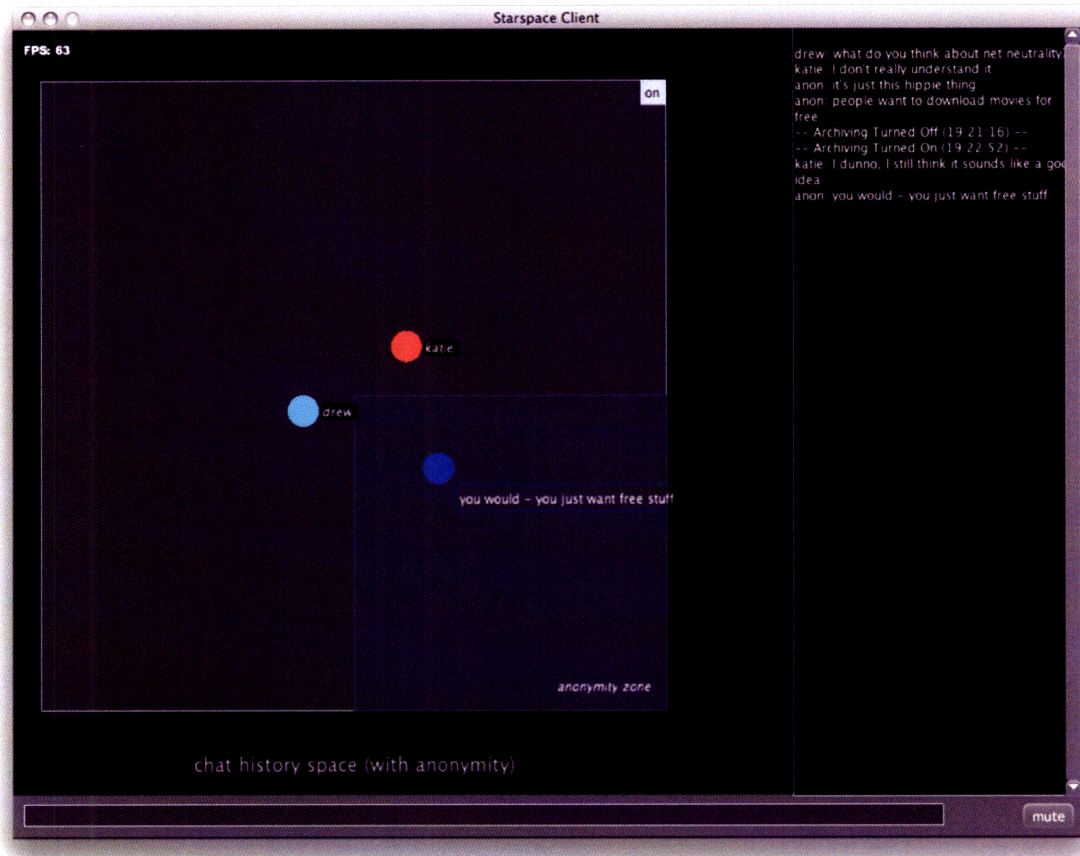 Starspace Client
FPS: 63
on
katie
drew
you would - you just want free stuff
anonymity zone
chat history space (with anonymity)
drew: what do you think about net neutrality
katie: I don't really understand it
anon: it's just this hippie thing
anon: people want to download movies for
free
-- Archiving Turned Off (19:21:16) --
-- Archiving Turned On (19:22:52) --
katie: I dunno, I still think it sounds like a goo
idea
anon: you would - you just want free stuff
mute